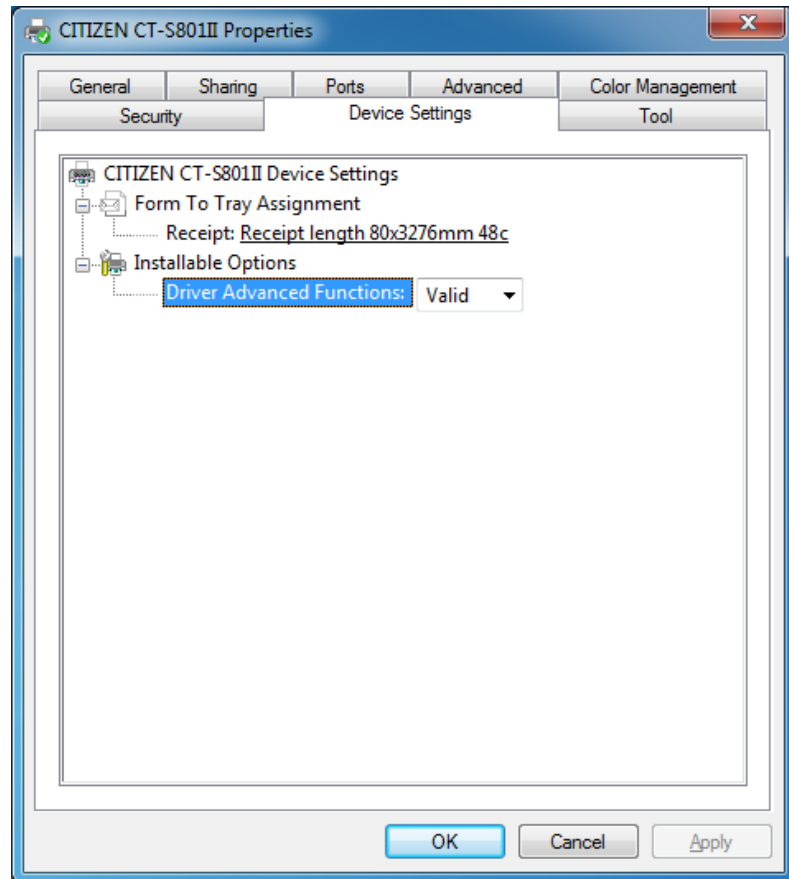 CITIZEN CT-S801II Properties
General Sharing Ports Advanced Color Management
Security Device Settings Tool
CITIZEN CT-S801II Device Settings
Form To Tray Assignment
Receipt: Receipt length 80x3276mm 48c
Installable Options
Driver Advanced Functions: Valid
OK Cancel Apply